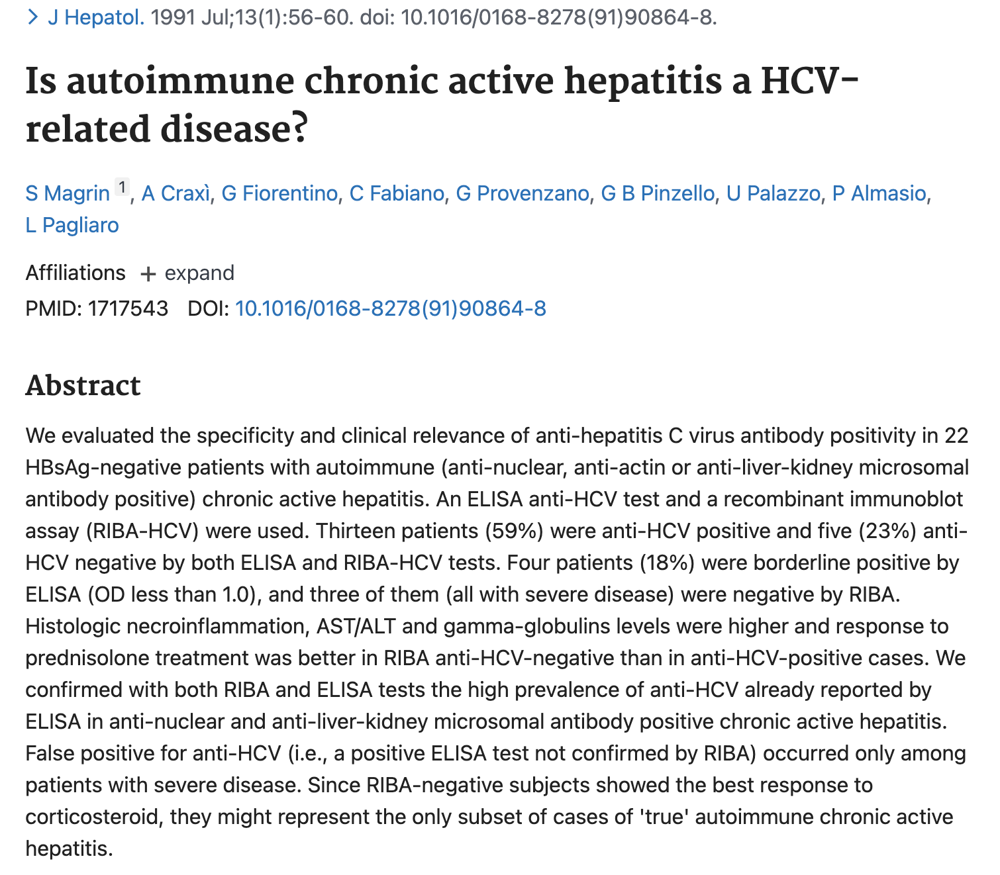 > J Hepatol. 1991 Jul;13(1):56-60. doi: 10.1016/0168-8278(91)90864-8.
Is autoimmune chronic active hepatitis a HCV-
related disease?
S Magrin 1, A Craxì, G Fiorentino, C Fabiano, G Provenzano, G B Pinzello, U Palazzo, P Almasio,
L Pagliaro
Affiliations + expand
PMID: 1717543 DOI: 10.1016/0168-8278(91)90864-8
Abstract
We evaluated the specificity and clinical relevance of anti-hepatitis C virus antibody positivity in 22
HBsAg-negative patients with autoimmune (anti-nuclear, anti-actin or anti-liver-kidney microsomal
antibody positive) chronic active hepatitis. An ELISA anti-HCV test and a recombinant immunoblot
assay (RIBA-HCV) were used. Thirteen patients (59%) were anti-HCV positive and five (23%) anti-
HCV negative by both ELISA and RIBA-HCV tests. Four patients (18%) were borderline positive by
ELISA (OD less than 1.0), and three of them (all with severe disease) were negative by RIBA.
Histologic necroinflammation, AST/ALT and gamma-globulins levels were higher and response to
prednisolone treatment was better in RIBA anti-HCV-negative than in anti-HCV-positive cases. We
confirmed with both RIBA and ELISA tests the high prevalence of anti-HCV already reported by
ELISA in anti-nuclear and anti-liver-kidney microsomal antibody positive chronic active hepatitis.
False positive for anti-HCV (i.e., a positive ELISA test not confirmed by RIBA) occurred only among
patients with severe disease. Since RIBA-negative subjects showed the best response to
corticosteroid, they might represent the only subset of cases of 'true' autoimmune chronic active
hepatitis.